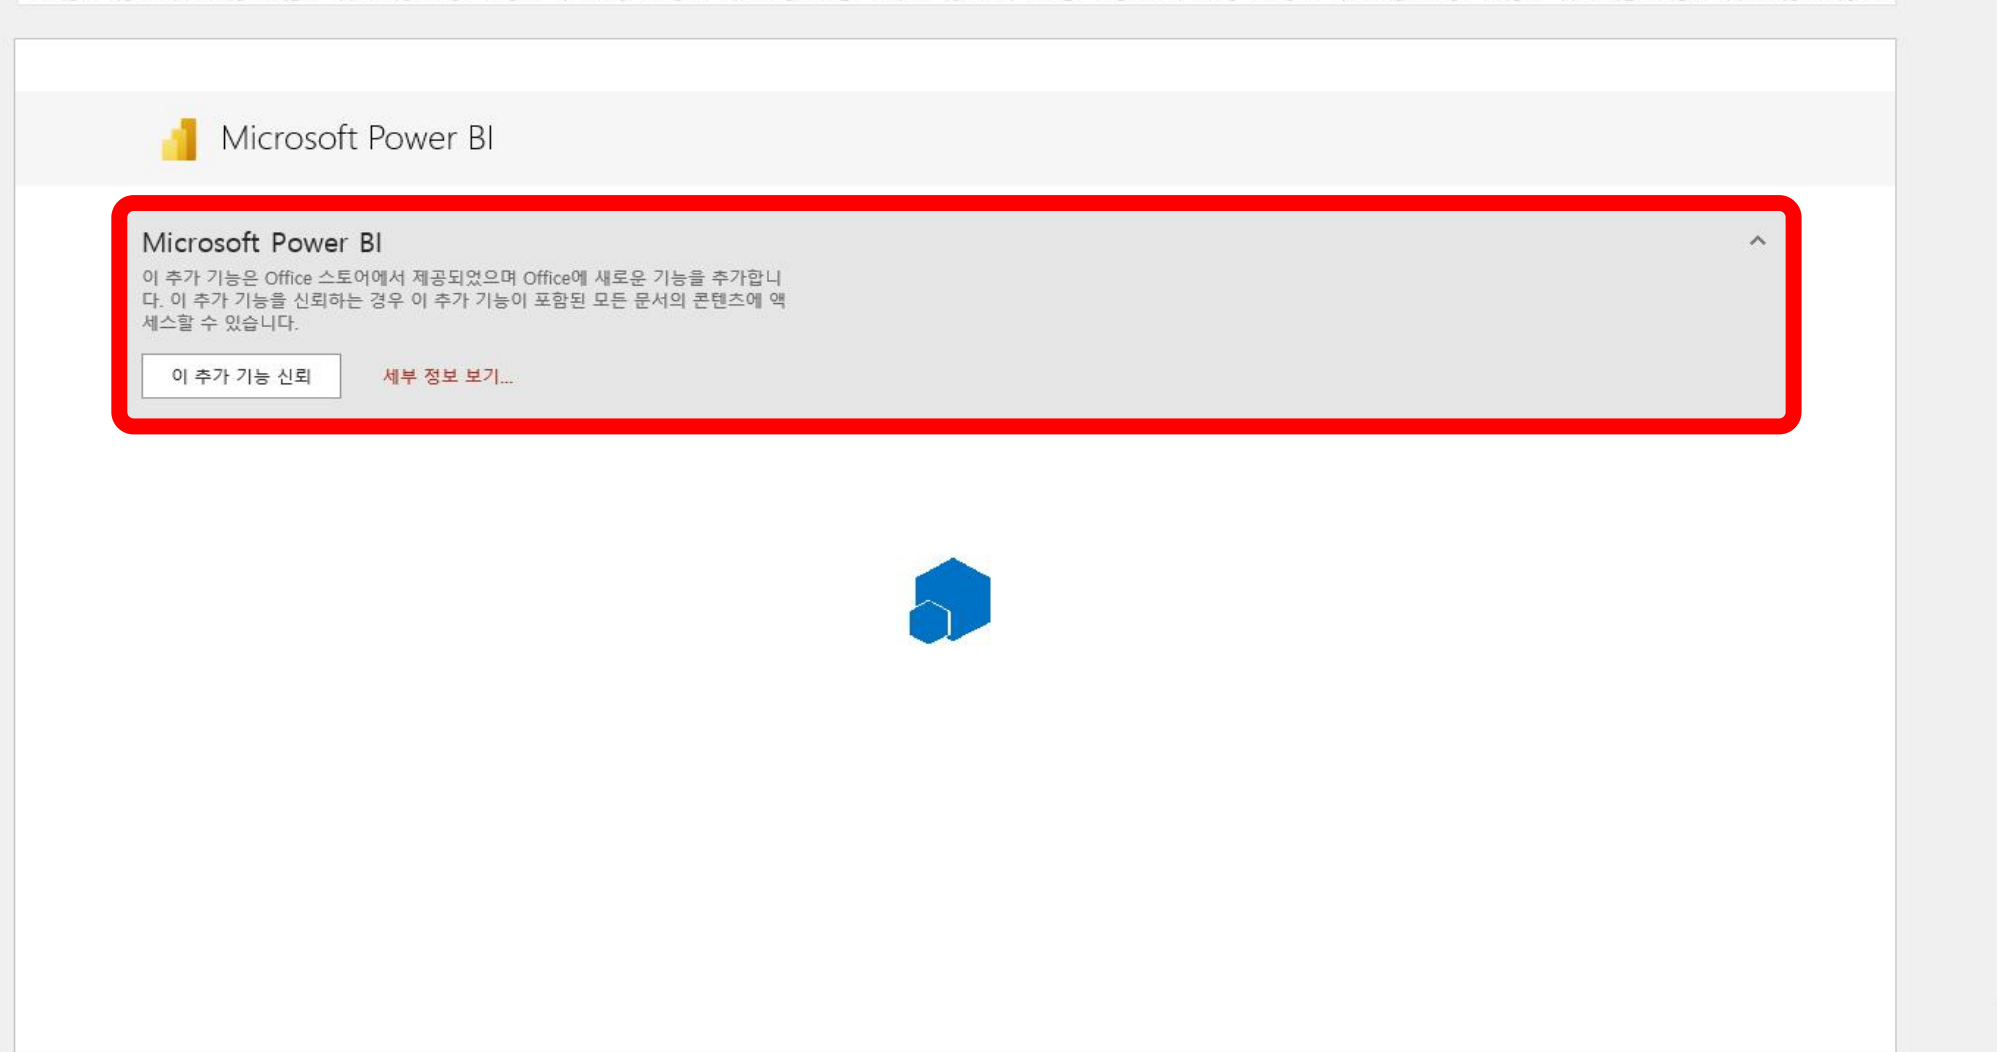 Microsoft Power BI
Microsoft Power BI
이 추가 기능은 Office 스토어에서 제공되었으며 Office에 새로운 기능을 추가합니
다. 이 추가 기능을 신뢰하는 경우 이 추가 기능이 포함된 모든 문서의 콘텐츠에 액
세스할 수 있습니다.
이 추가 기능 신뢰
세부 정보 보기...